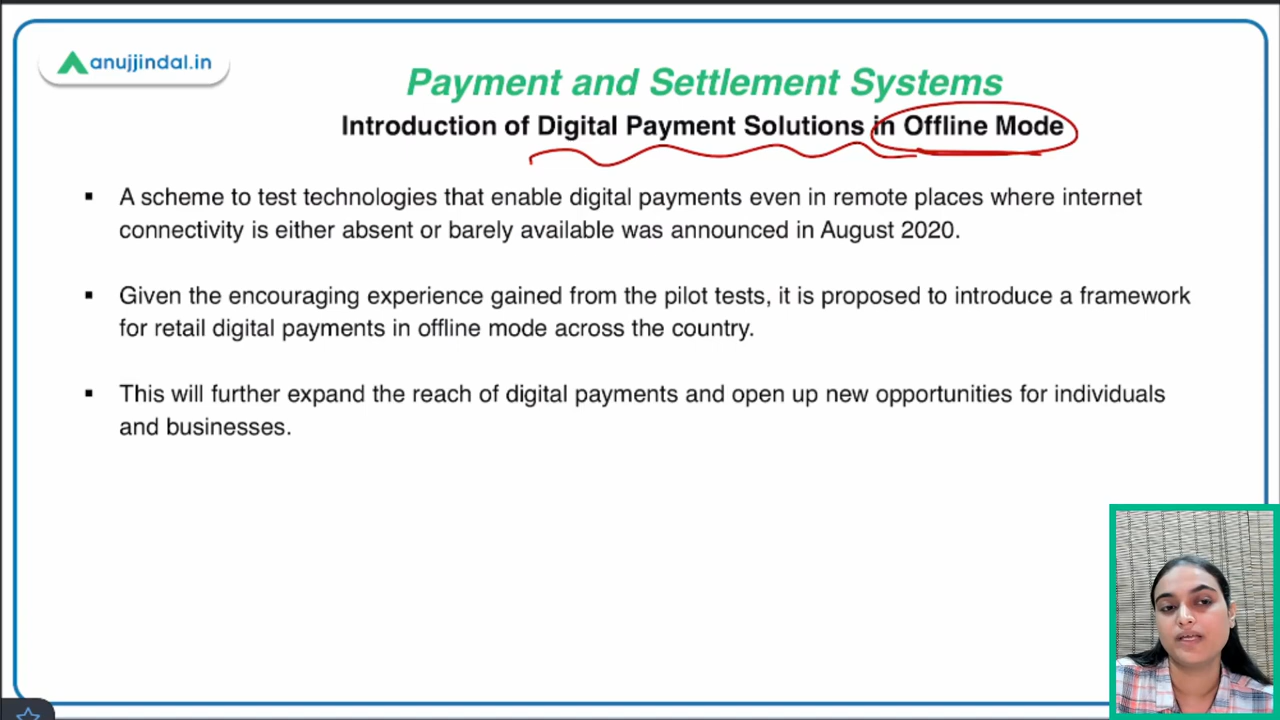 anujjindal.in
Payment and Settlement Systems
Introduction of Digital Payment Solutions in Offline Mode
▪ A scheme to test technologies that enable digital payments even in remote places where internet
connectivity is either absent or barely available was announced in August 2020.
▪ Given the encouraging experience gained from the pilot tests, it is proposed to introduce a framework
for retail digital payments in offline mode across the country.
▪ This will further expand the reach of digital payments and open up new opportunities for individuals
and businesses.